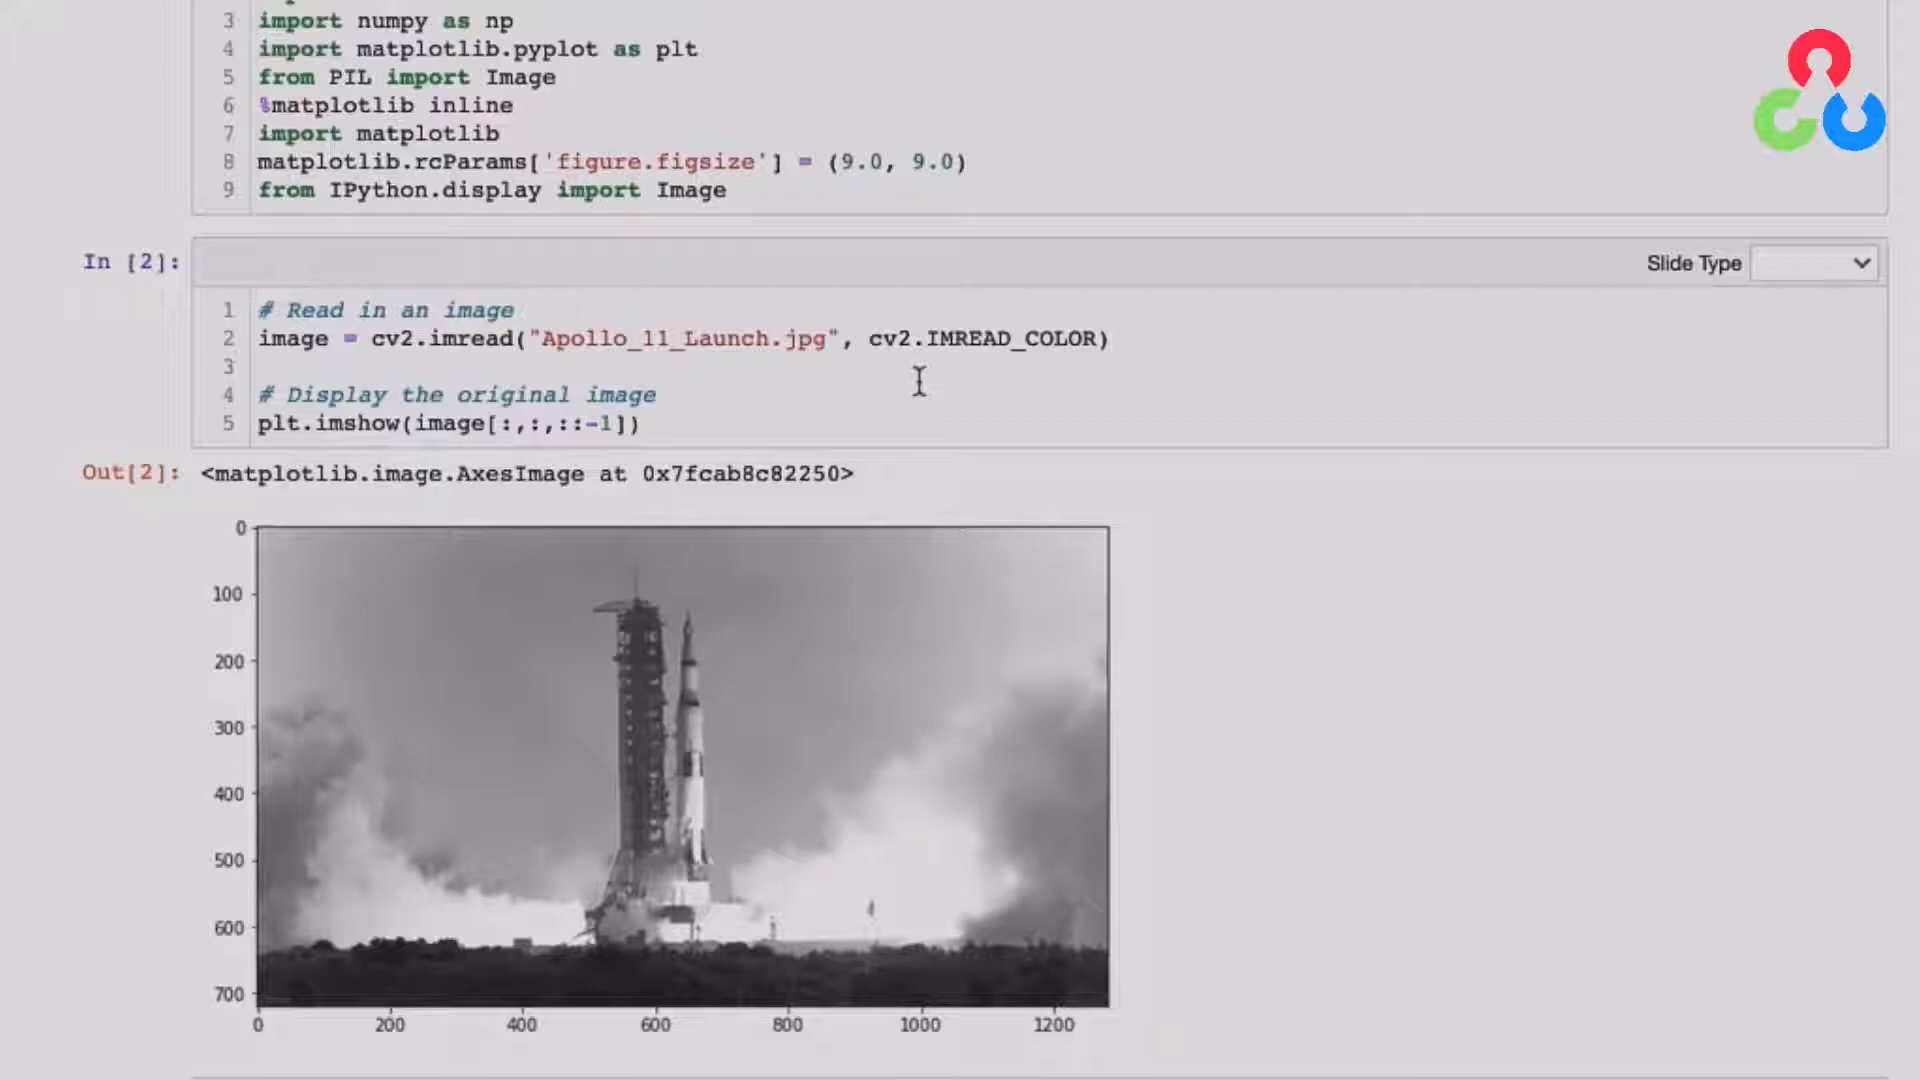 3 import numpy as np
4 import matplotlib.pyplot as plt
5 from PIL import Image
6 %matplotlib inline
7 import matplotlib
8 matplotlib.rcParams['figure.figsize'] = (9.0, 9.0)
9 from IPython.display import Image
In [2]:
Slide Type
1 # Read in an image
2 image = cv2.imread("Apollo_11_Launch.jpg", cv2.IMREAD_COLOR)
3
4 # Display the original image
5 plt.imshow(image[:,:,::-1])
Out[2]: <matplotlib.image.AxesImage at 0x7fcab8c82250>
0
100
200
300
400
500
600
700
0 200 400 600 800 1000 1200